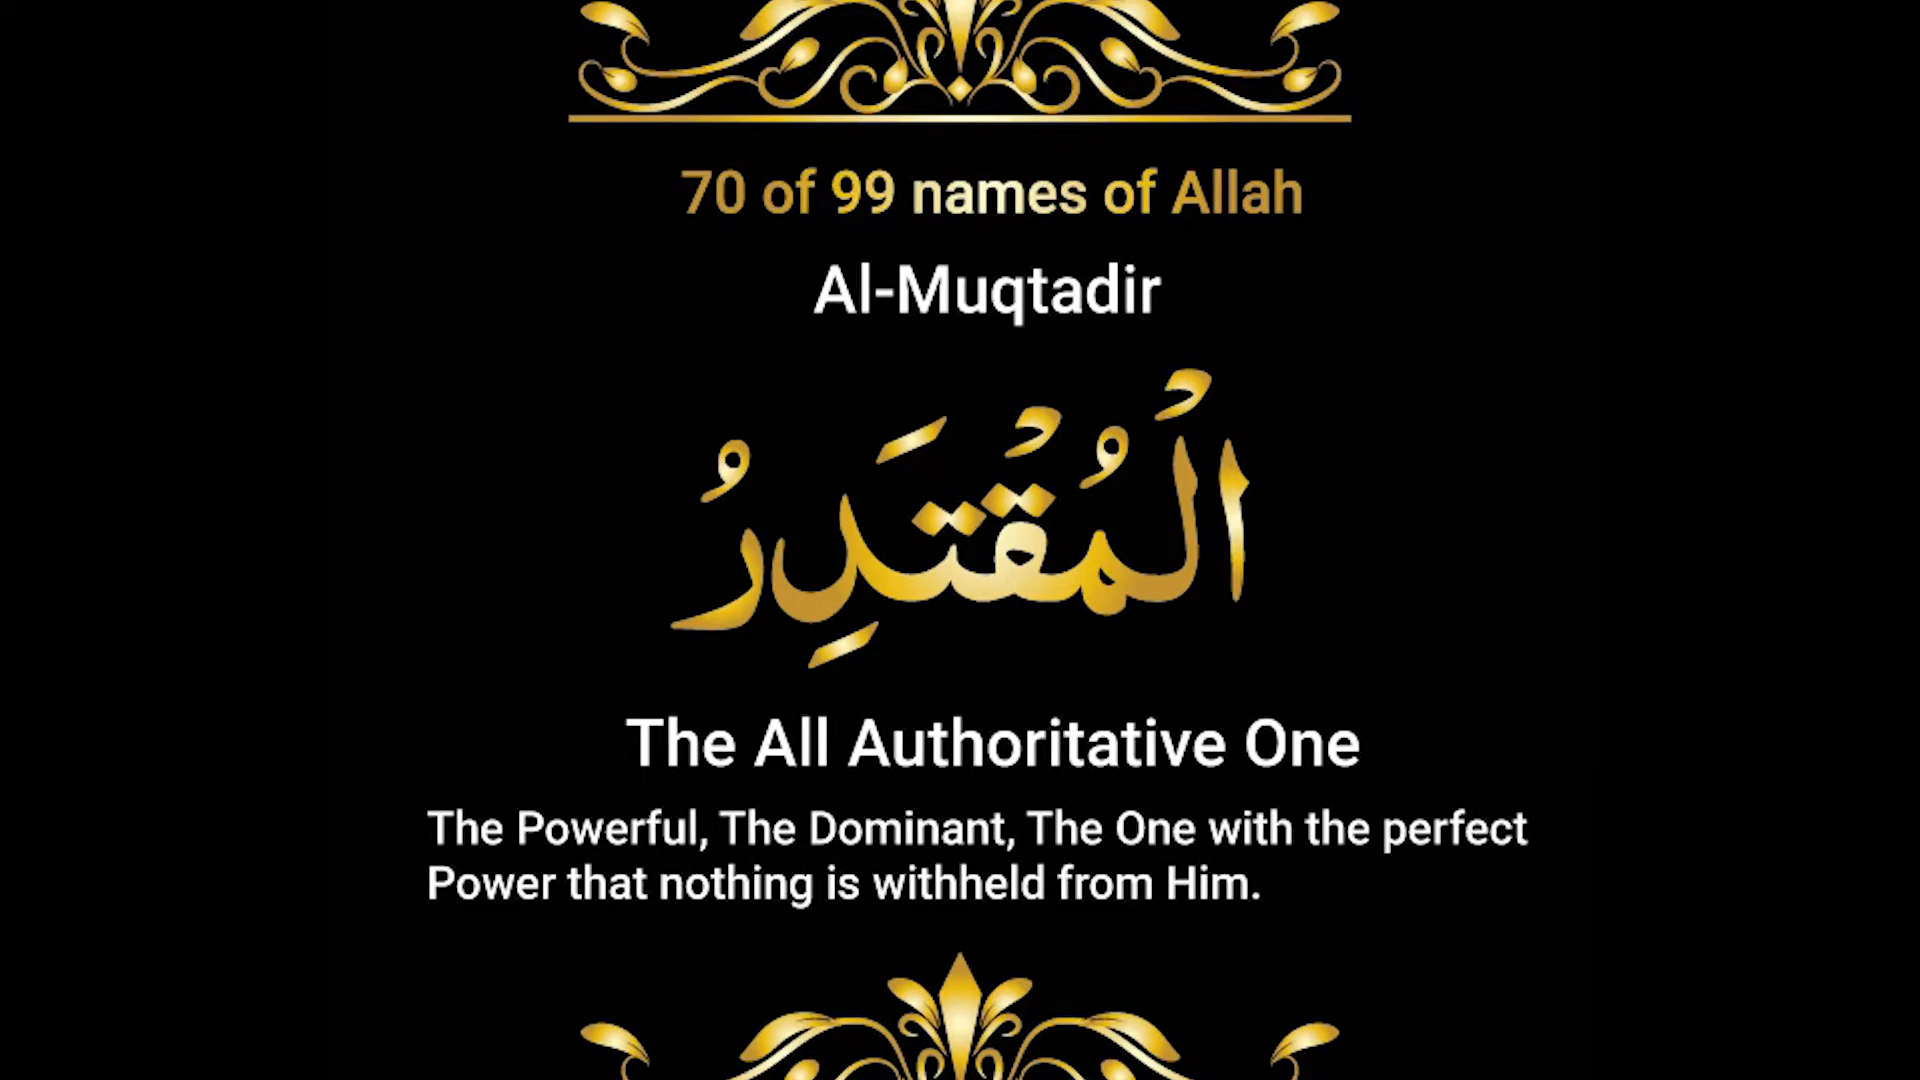 70 of 99 names of Allah
Al-Muqtadir
الْمُقْتَدِرُ
The All Authoritative One
The Powerful, The Dominant, The One with the perfect
Power that nothing is withheld from Him.